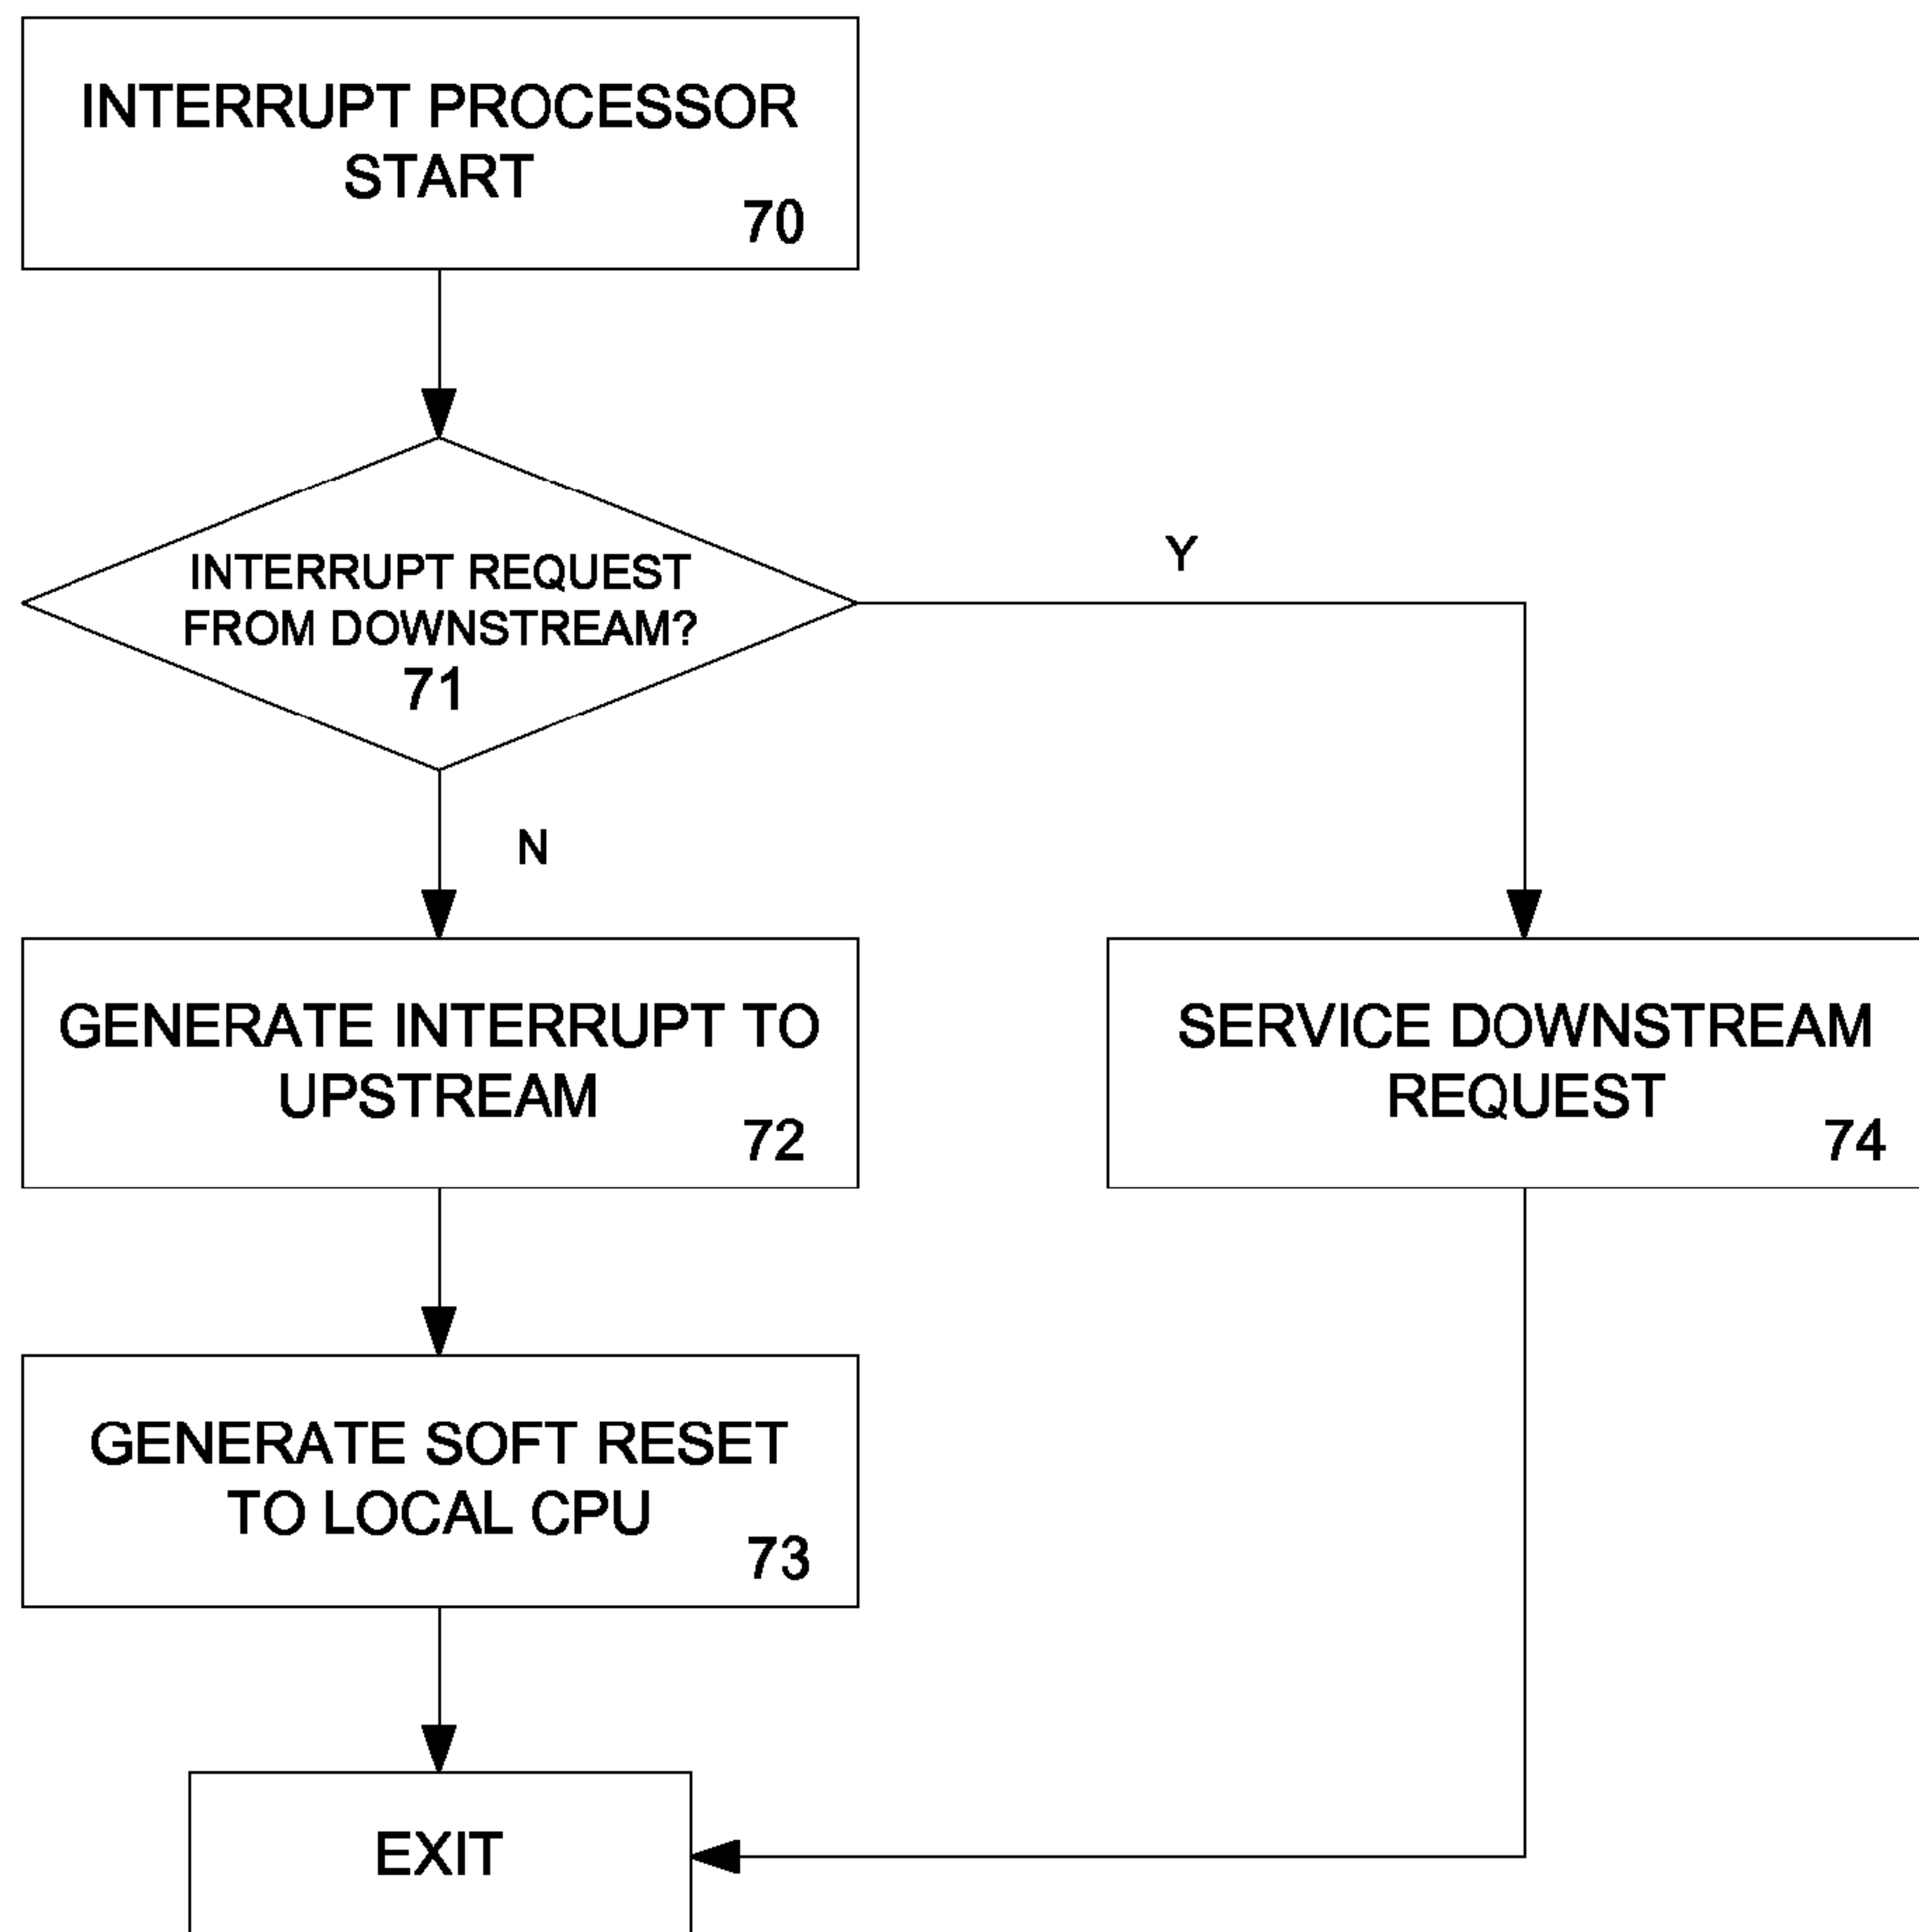 INTERRUPT PROCESSOR
START
70
INTERRUPT REQUEST
FROM DOWNSTREAM?
71
Y
N
GENERATE INTERRUPT TO
UPSTREAM
72
SERVICE DOWNSTREAM
REQUEST
74
GENERATE SOFT RESET
TO LOCAL CPU
73
EXIT